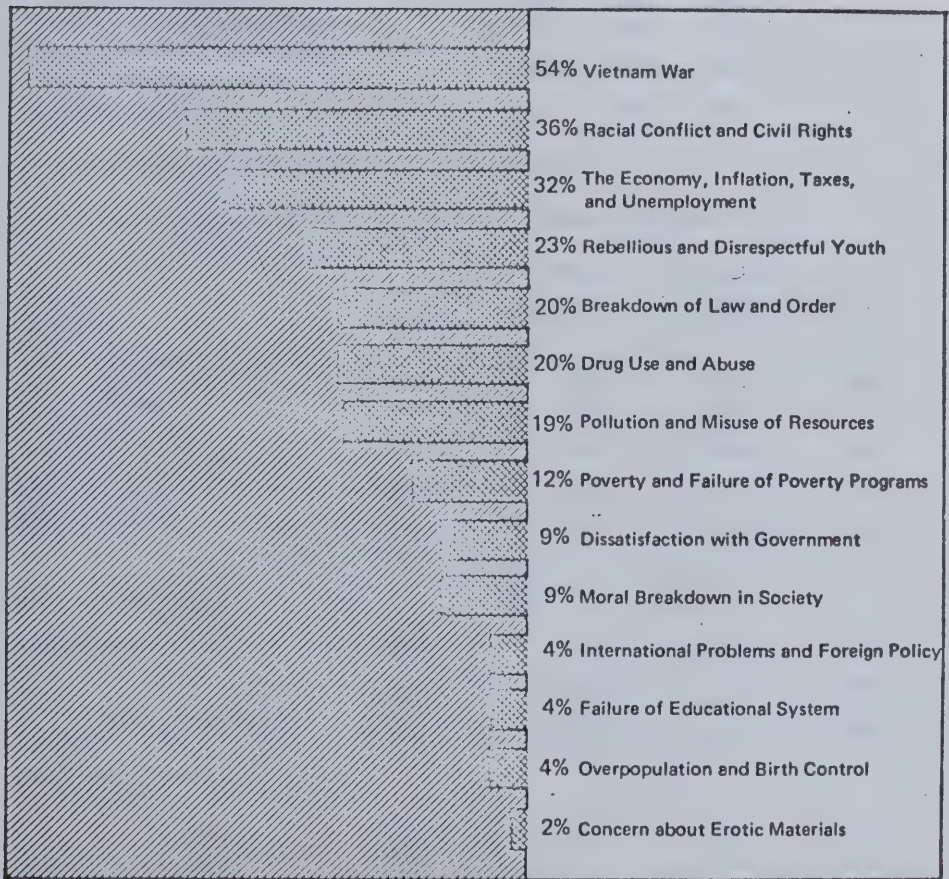 54% Vietnam War
36% Racial Conflict and Civil Rights
32% The Economy, Inflation, Taxes,
and Unemployment
23% Rebellious and Disrespectful Youth
20% Breakdown of Law and Order
20% Drug Use and Abuse
19% Pollution and Misuse of Resources
12% Poverty and Failure of Poverty Programs
9% Dissatisfaction with Government
9% Moral Breakdown in Society
4% International Problems and Foreign Policy
4% Failure of Educational System
4% Overpopulation and Birth Control
2% Concern about Erotic Materials